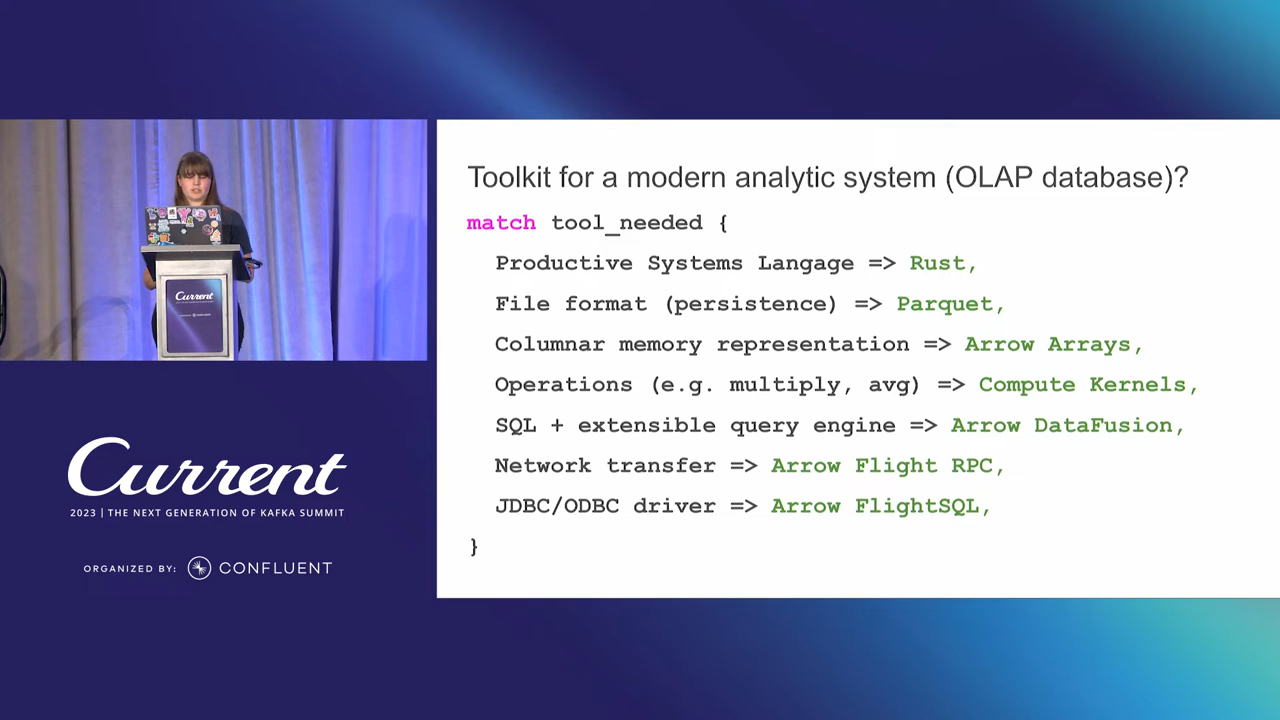 Toolkit for a modern analytic system (OLAP database)?
match tool_needed {
Productive Systems Langage => Rust,
File format (persistence) => Parquet,
Columnar memory representation => Arrow Arrays,
Operations (e.g. multiply, avg) => Compute Kernels,
SQL + extensible query engine => Arrow DataFusion,
Network transfer => Arrow Flight RPC,
JDBC/ODBC driver => Arrow FlightSQL,
}
Current
Current
2023 | THE NEXT GENERATION OF KAFKA SUMMIT
ORGANIZED BY: CONFLUENT